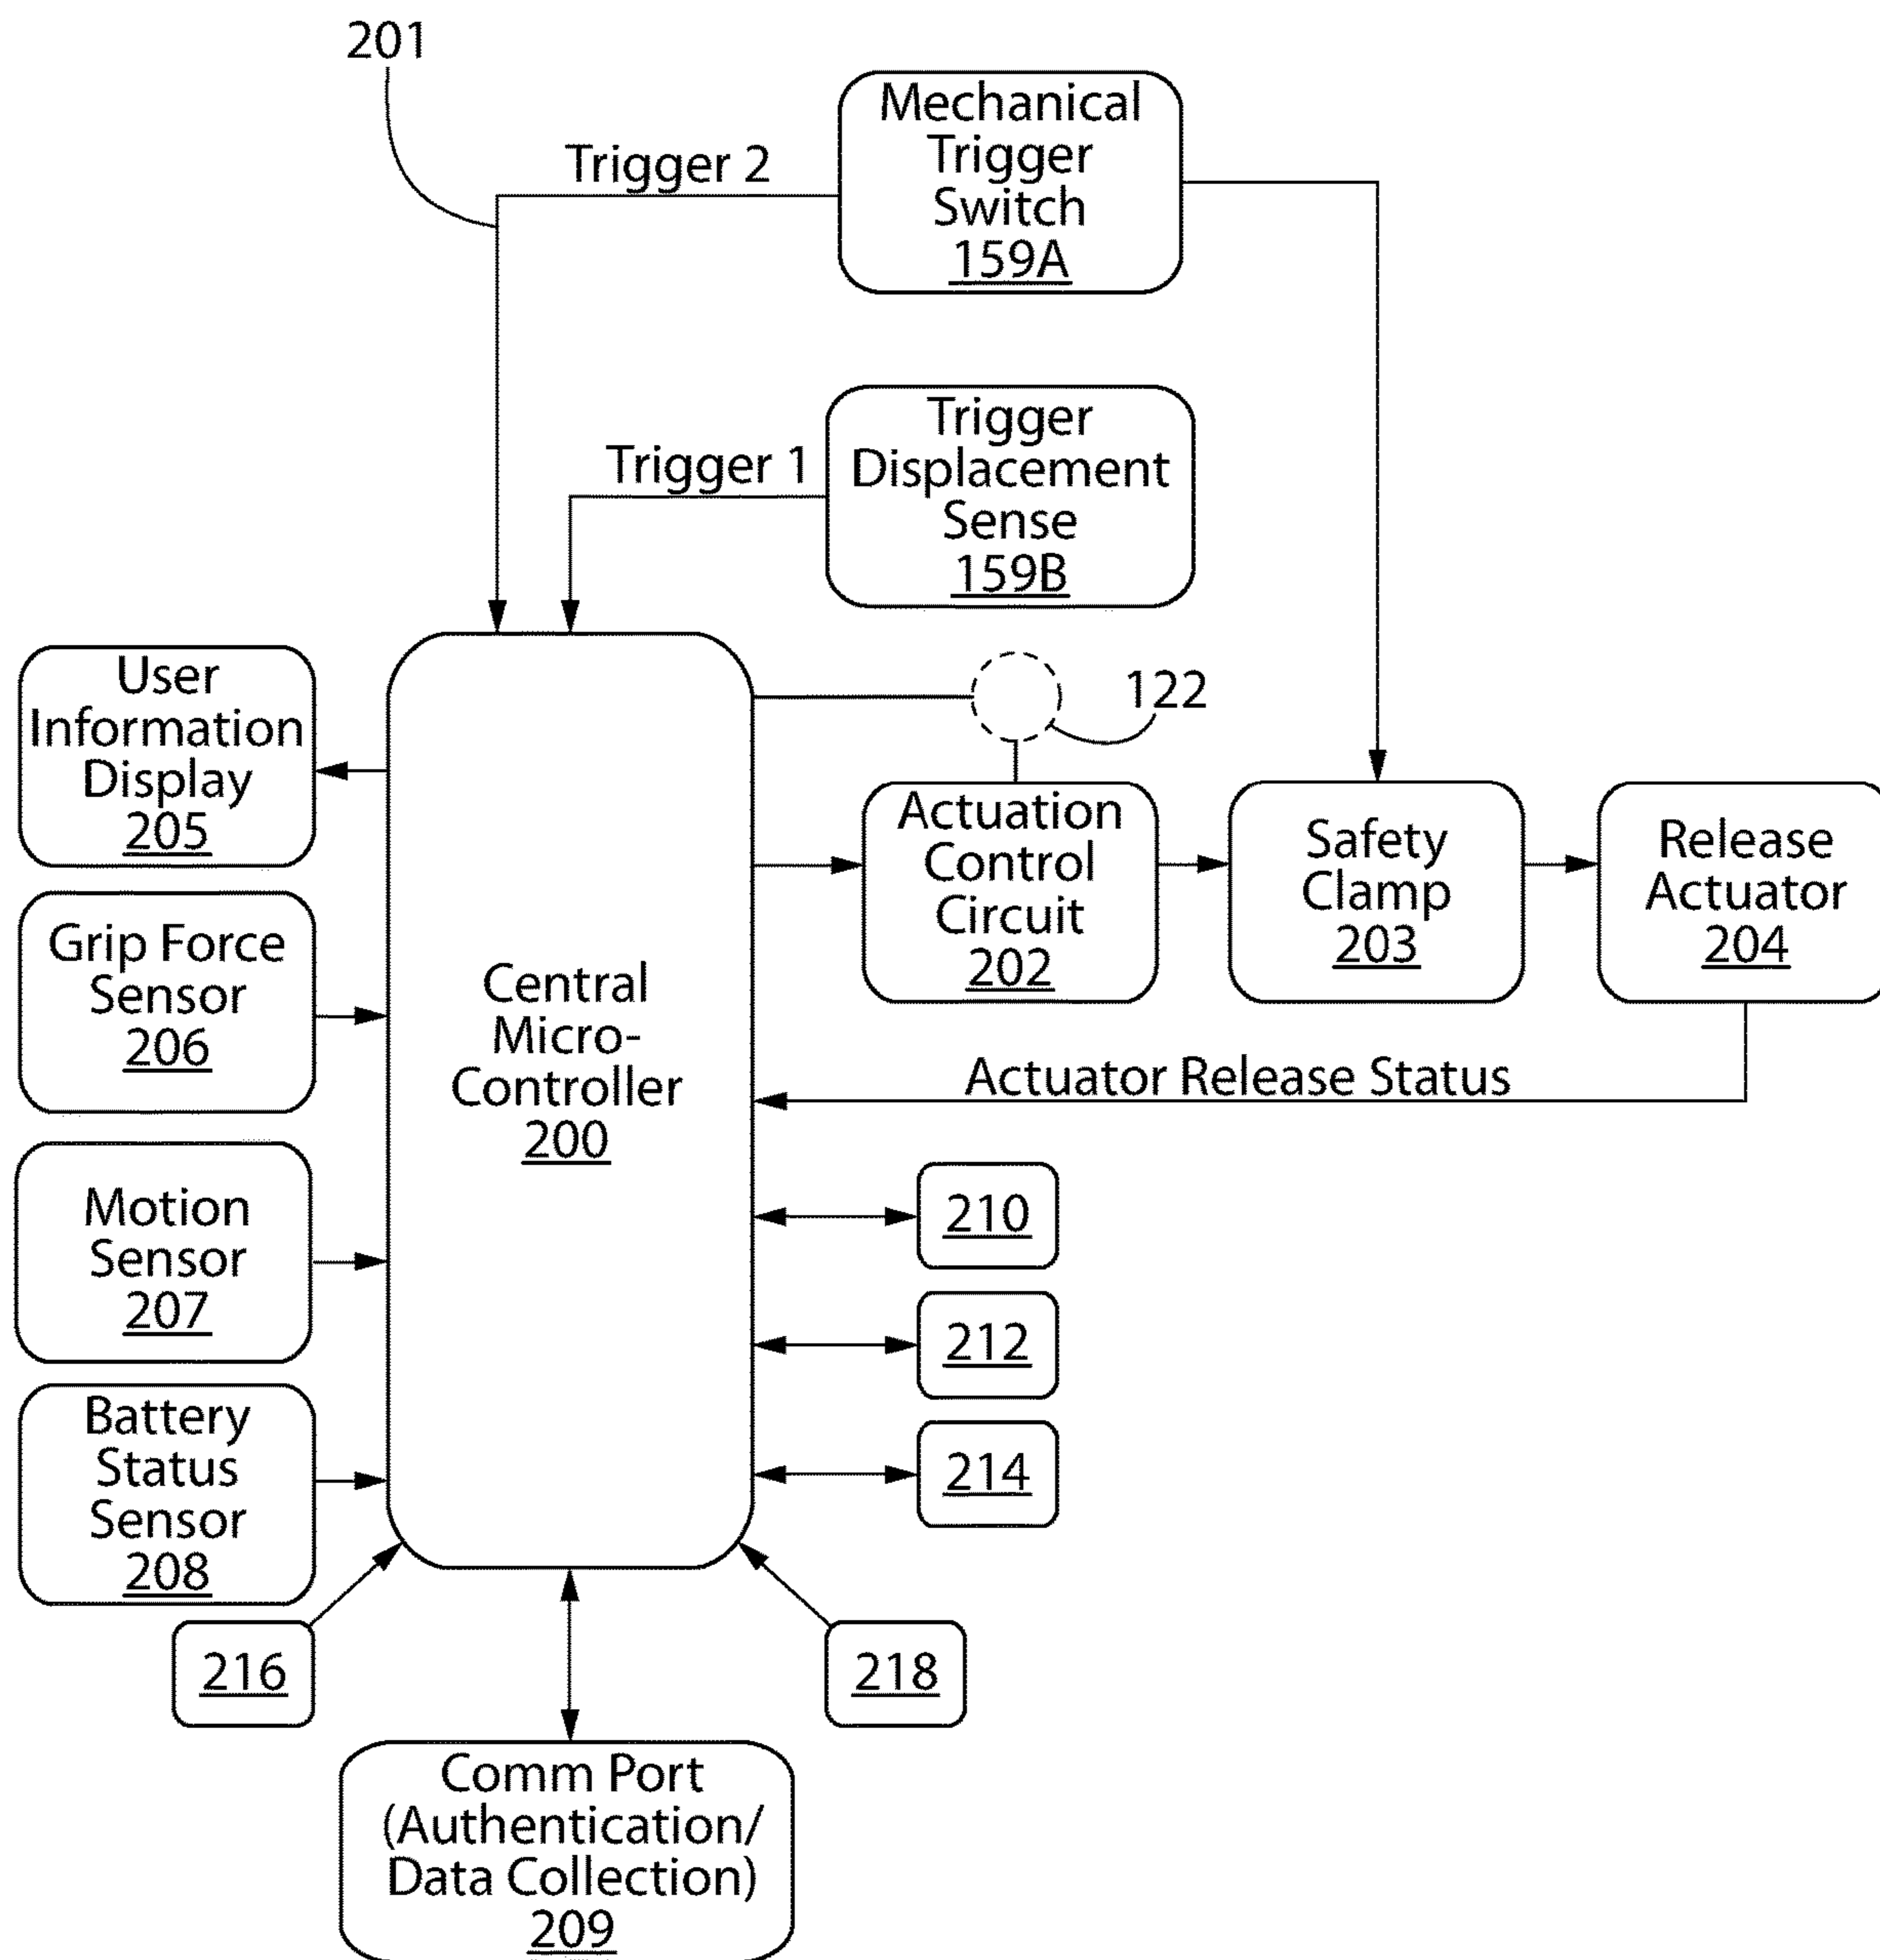 201
Mechanical
Trigger
Switch
159A
Trigger 2
Trigger
Displacement
Sense
159B
Trigger 1
122
User
Information
Display
205
Actuation
Control
Circuit
202
Safety
Clamp
203
Release
Actuator
204
Grip Force
Sensor
206
Central
Micro-
Controller
200
Actuator Release Status
Motion
Sensor
207
210
212
Battery
Status
Sensor
208
214
216
218
Comm Port
(Authentication/
Data Collection)
209